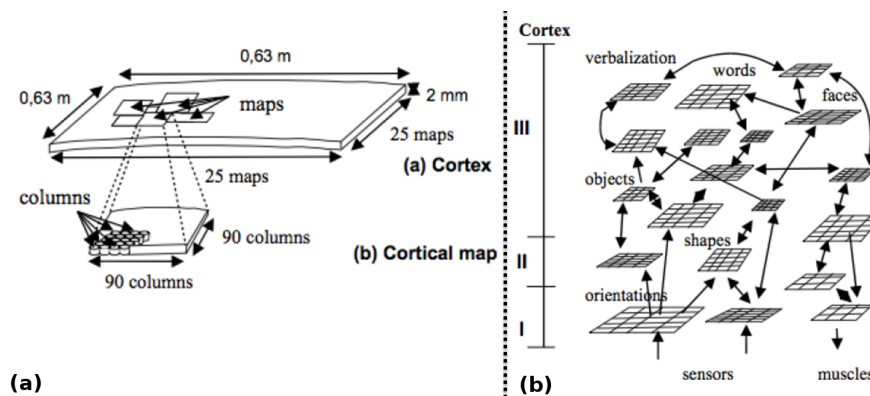 0,63 m
0,63 m
2 mm
maps
25 maps
(a) Cortex
25 maps
columns
90 columns
(b) Cortical map
90 columns
(a)
Cortex
verbalization
words
faces
III
objects
shapes
II
orientations
I
sensors
muscles
(b)